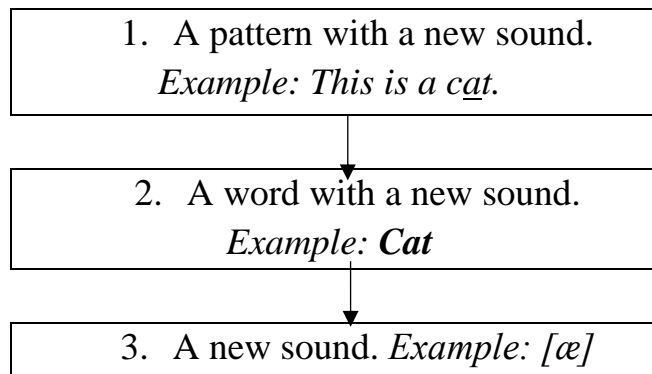 1. A pattern with a new sound.
Example: This is a cat.
2. A word with a new sound.
Example: Cat
3. A new sound. Example: [æ]